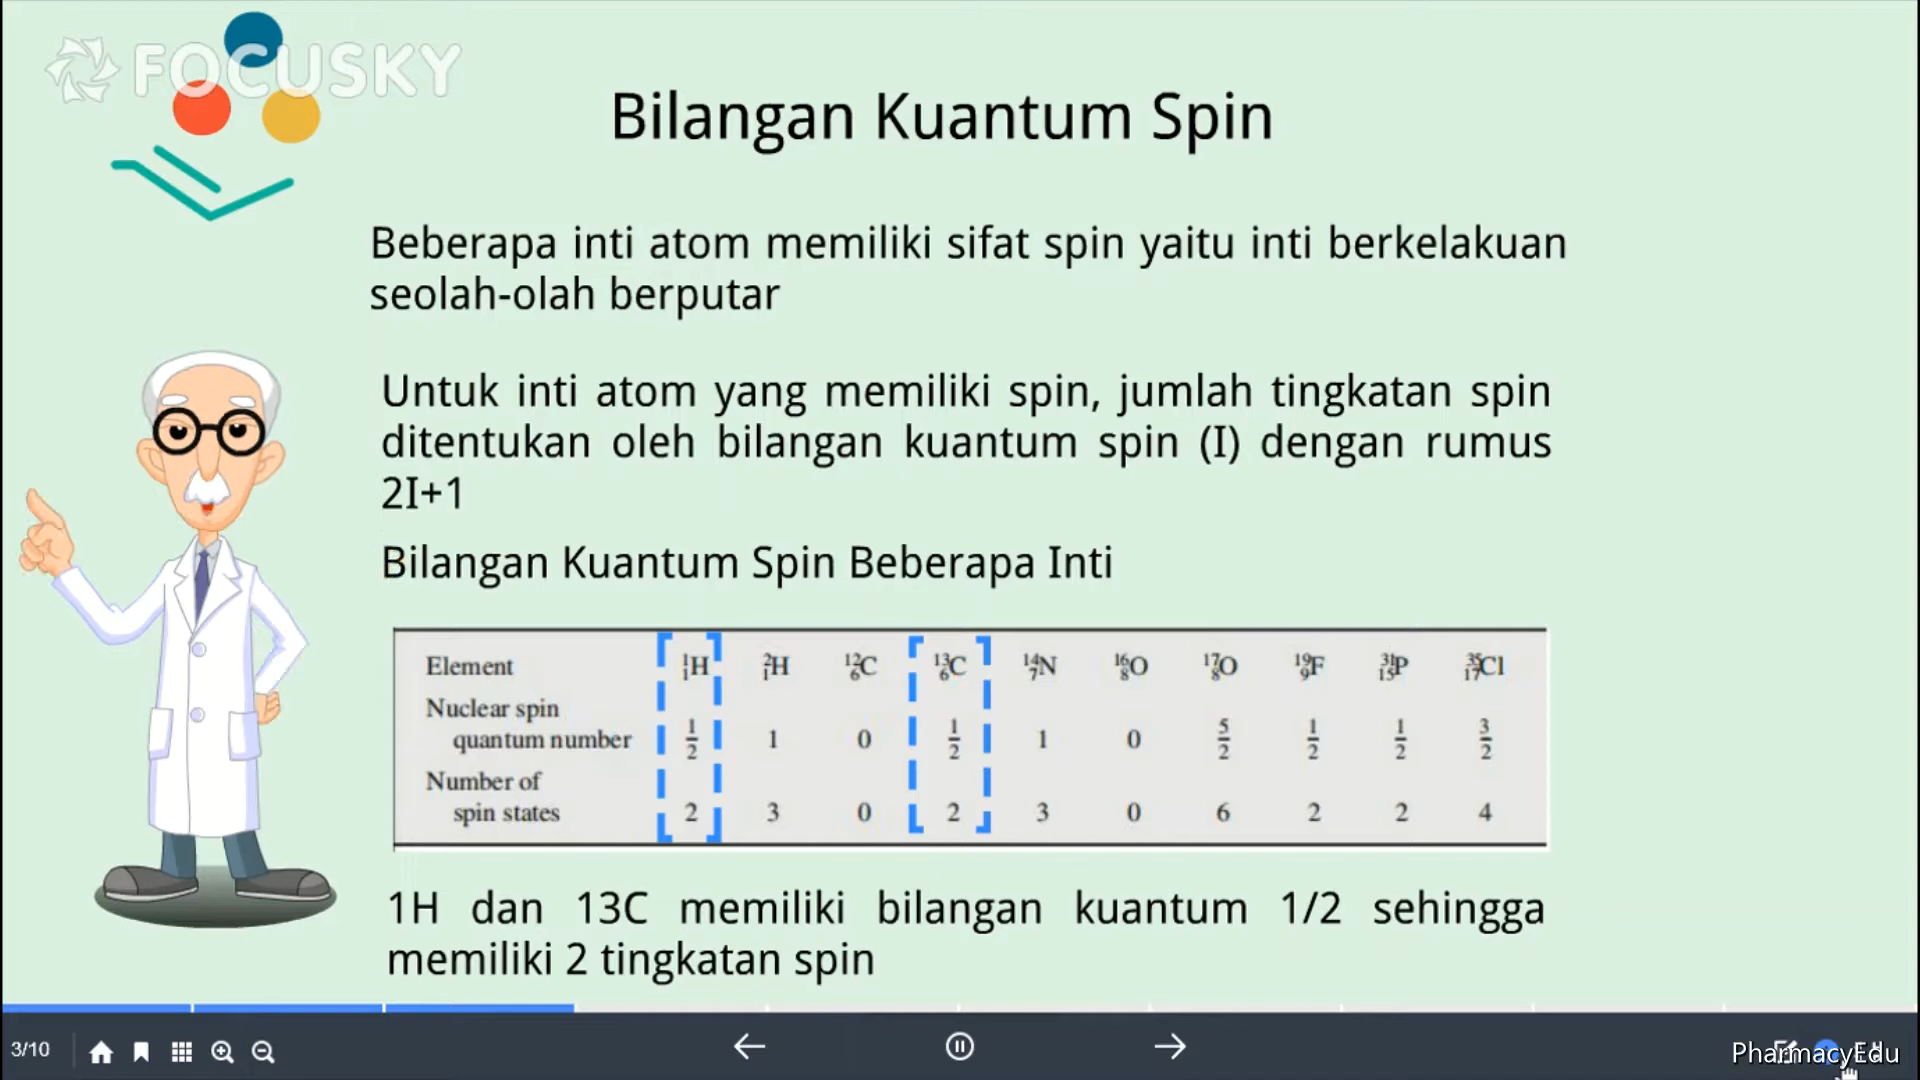 FOCUSKY
Bilangan Kuantum Spin
Beberapa inti atom memiliki sifat spin yaitu inti berkelakuan
seolah-olah berputar
Untuk inti atom yang memiliki spin, jumlah tingkatan spin
ditentukan oleh bilangan kuantum spin (I) dengan rumus
2I+1
Bilangan Kuantum Spin Beberapa Inti
Element ¹₁H ²₁H ¹²₆C ¹³₆C ¹⁴₇N ¹⁶₈O ¹⁷₈O ¹⁹₉F ³¹₁₅P ³⁵₁₇Cl
Nuclear spin
quantum number 1/2 1 0 1/2 1 0 5/2 1/2 1/2 3/2
Number of
spin states 2 3 0 2 3 0 6 2 2 4
1H dan 13C memiliki bilangan kuantum 1/2 sehingga
memiliki 2 tingkatan spin
3/10
PharmacyEdu